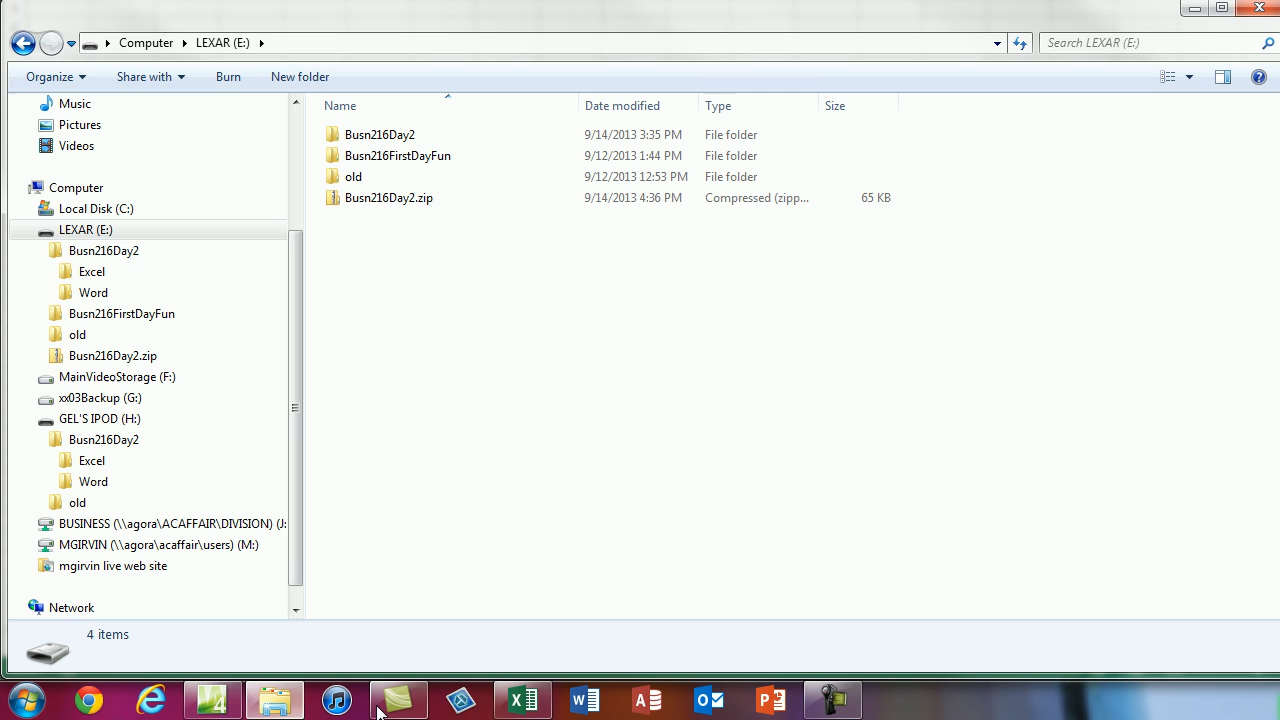 Computer LEXAR (E:)
Search LEXAR (E:)
Organize Share with Burn New folder
Music
Pictures
Videos
Computer
Local Disk (C:)
LEXAR (E:)
Busn216Day2
Excel
Word
Busn216FirstDayFun
old
Busn216Day2.zip
MainVideoStorage (F:)
xx03Backup (G:)
GEL'S IPOD (H:)
Busn216Day2
Excel
Word
old
BUSINESS (\\agora\ACAFFAIR\DIVISION) (J:
MGIRVIN (\\agora\acaffair\users) (M:)
mgirvin live web site
Network
Name Date modified Type Size
Busn216Day2 9/14/2013 3:35 PM File folder
Busn216FirstDayFun 9/12/2013 1:44 PM File folder
old 9/12/2013 12:53 PM File folder
Busn216Day2.zip 9/14/2013 4:36 PM Compressed (zipp... 65 KB
4 items